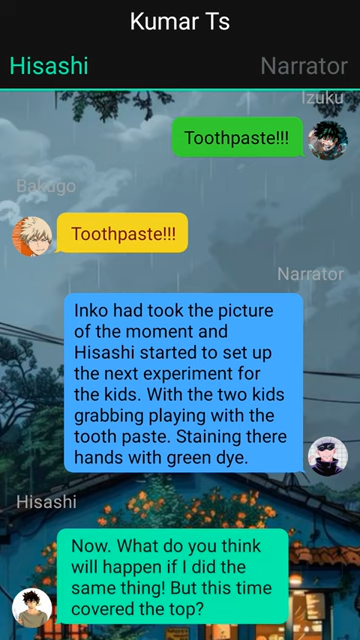 Kumar Ts
Hisashi
Narrator
Izuku
Toothpaste!!!
Bakugo
Toothpaste!!!
Narrator
Inko had took the picture
of the moment and
Hisashi started to set up
the next experiment for
the kids. With the two kids
grabbing playing with the
tooth paste. Staining there
hands with green dye.
Hisashi
Now. What do you think
will happen if I did the
same thing! But this time
covered the top?